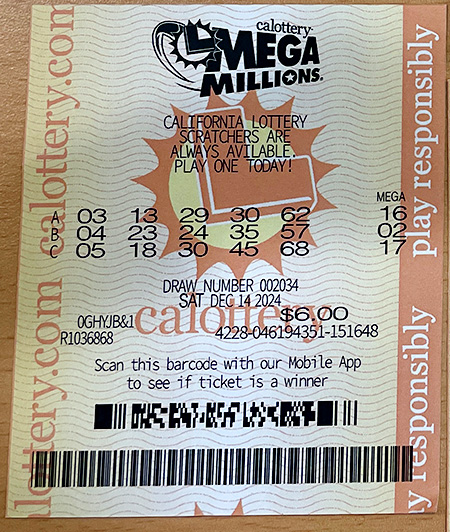 calottery
MEGA
MILLIONS
CALIFORNIA LOTTERY
SCRATCHERS ARE
ALWAYS AVILABLE.
PLAY ONE TODAY!
MEGA
A 03 13 29 30 62 16
B 04 23 24 35 57 02
C 05 18 30 45 68 17
DRAW NUMBER 002034
SAT DEC 14 2024
calottery
0GHYJB&1 $6.00
R1036868 4228-046194351-151648
Scan this barcode with our Mobile App
to see if ticket is a winner
calottery.com
calottery.com
play responsibly
play responsibly